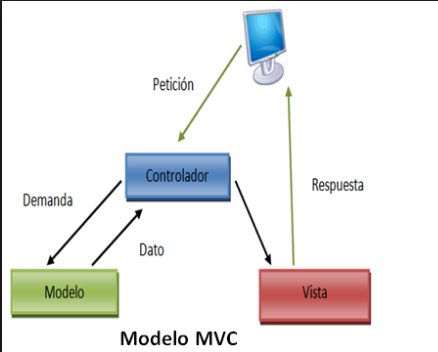 Petición
Controlador
Demanda
Respuesta
Dato
Modelo
Vista
Modelo MVC